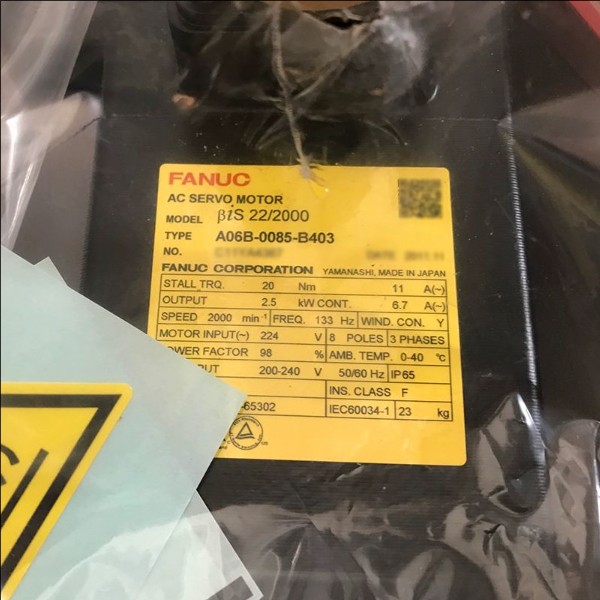 FANUC
AC SERVO MOTOR
MODEL βiS 22/2000
TYPE A06B-0085-B403
NO.
FANUC CORPORATION YAMANASHI, MADE IN JAPAN
STALL TRQ. 20 Nm 11 A(~)
OUTPUT 2.5 kW CONT. 6.7 A(~)
SPEED 2000 min⁻¹ FREQ. 133 Hz WIND. CON. Y
MOTOR INPUT(~) 224 V 8 POLES 3 PHASES
OWER FACTOR 98 % AMB. TEMP. 0-40 ℃
PUT 200-240 V 50/60 Hz IP65
INS. CLASS F
-65302 IEC60034-1 23 kg